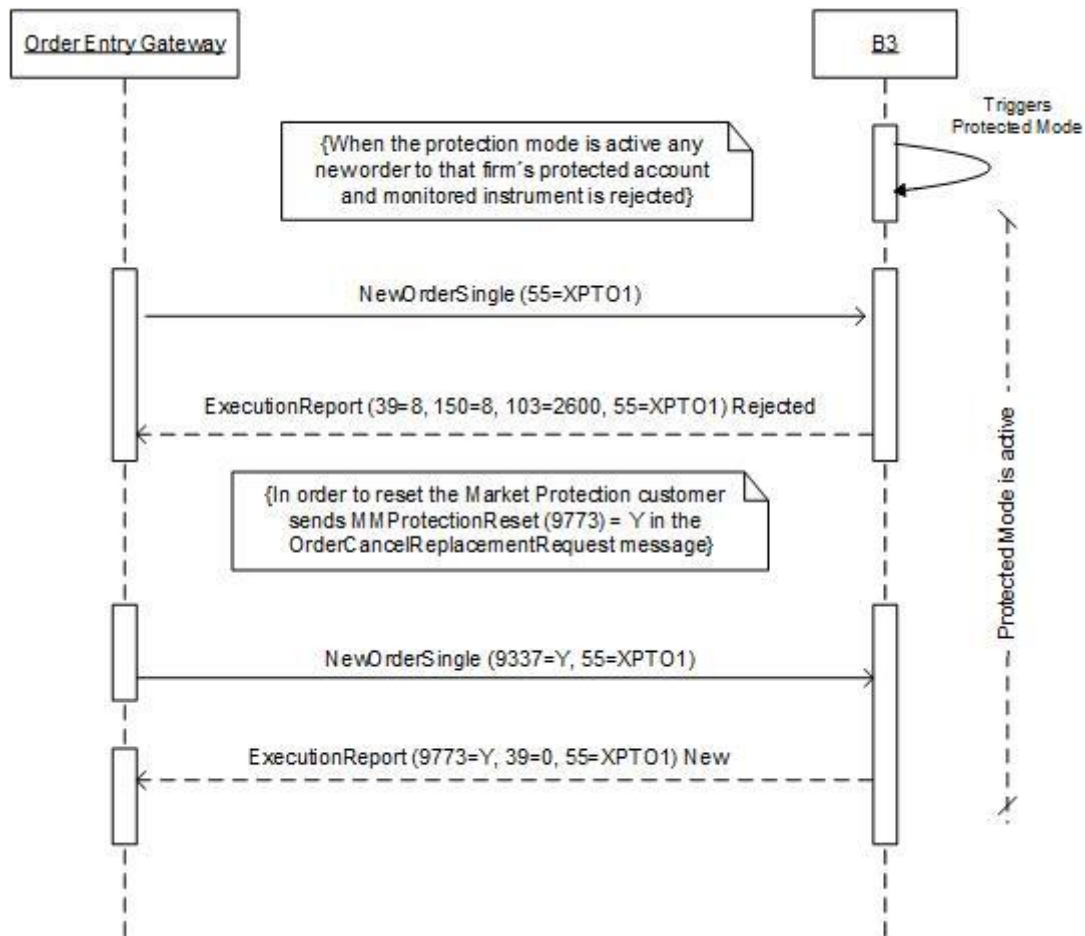 Order Entry Gateway
B3
Triggers
Protected Mode
{When the protection mode is active any
neworder to that firm´s protected account
and monitored instrument is rejected}
NewOrderSingle (55=XPTO1)
ExecutionReport (39=8, 150=8, 103=2600, 55=XPTO1) Rejected
{In order to reset the Market Protection customer
sends MMProtectionReset (9773) = Y in the
OrderCancelReplacementRequest message}
Protected Mode is active
NewOrderSingle (9337=Y, 55=XPTO1)
ExecutionReport (9773=Y, 39=0, 55=XPTO1) New